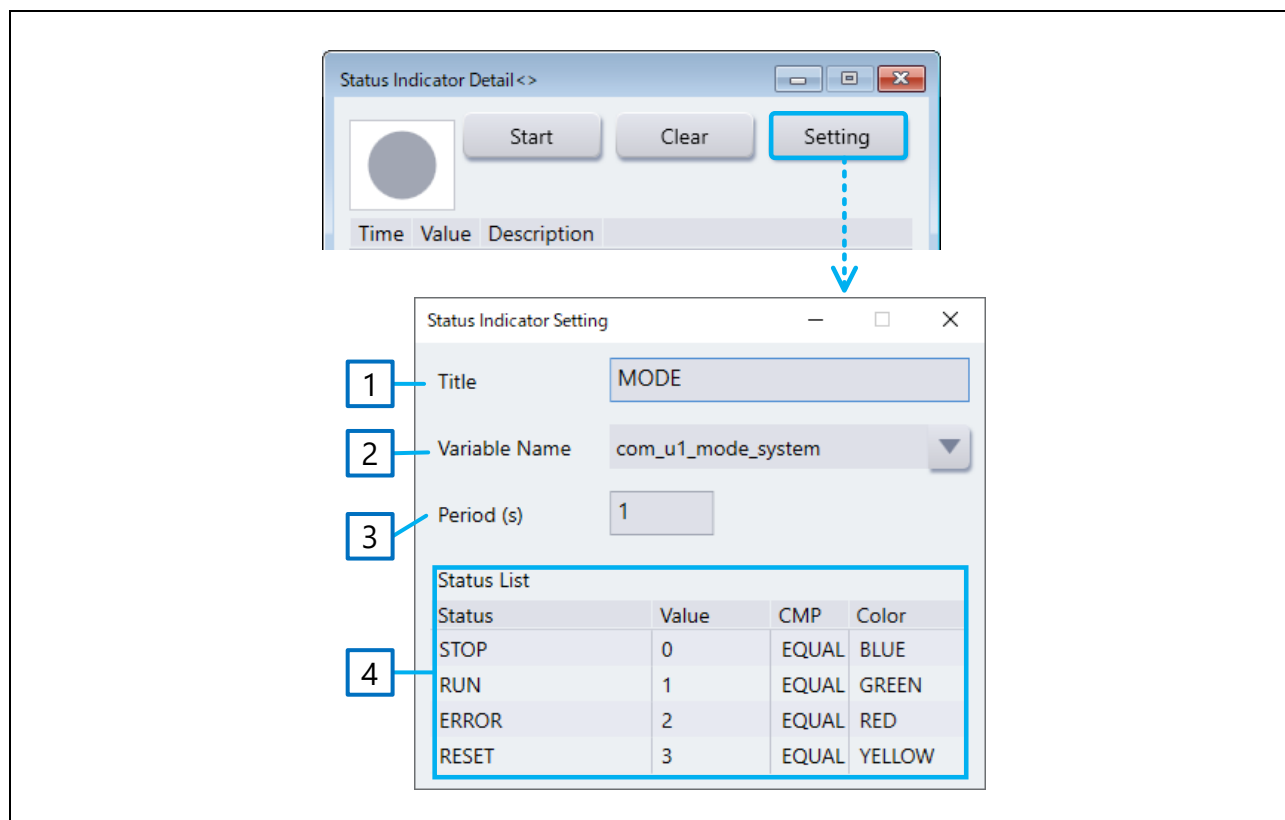 Status Indicator Detail<>
Start Clear Setting
Time Value Description
Status Indicator Setting
1 Title MODE
2 Variable Name com_u1_mode_system
3 Period (s) 1
Status List
Status Value CMP Color
STOP 0 EQUAL BLUE
4
RUN 1 EQUAL GREEN
ERROR 2 EQUAL RED
RESET 3 EQUAL YELLOW